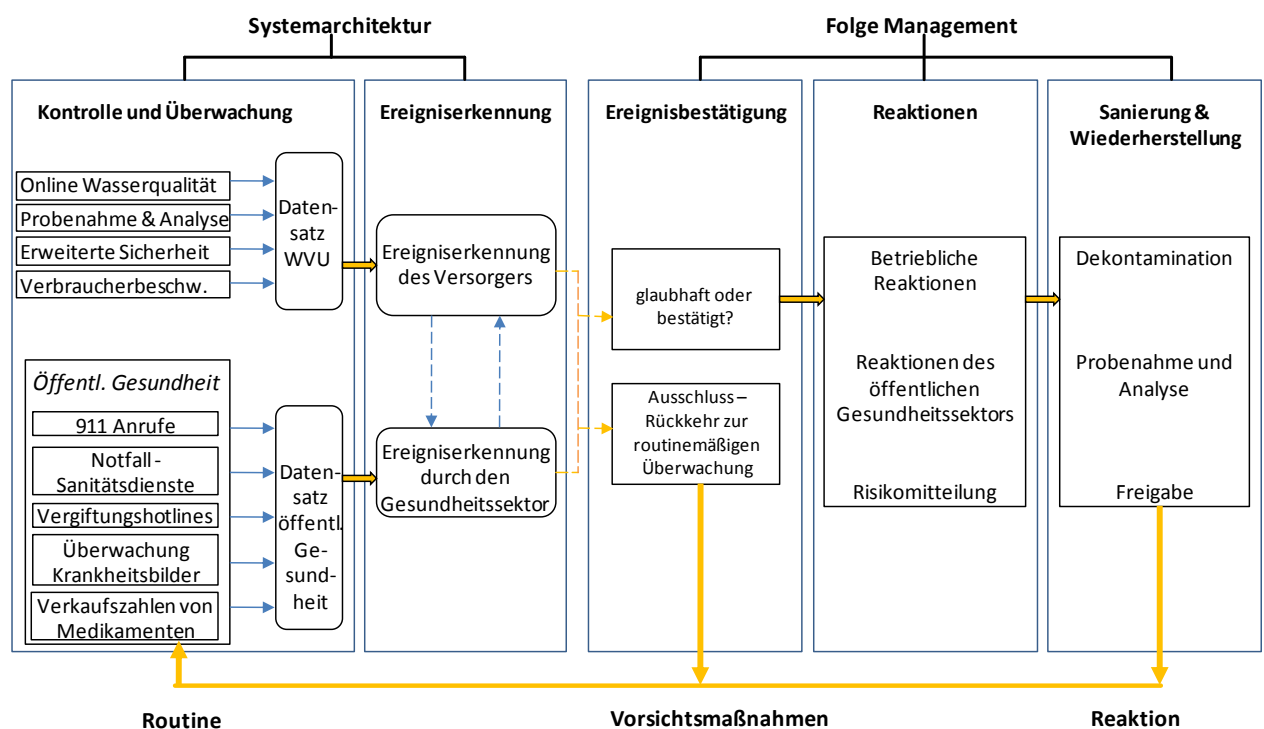 Systemarchitektur
Folge Management
Kontrolle und Überwachung
Ereigniserkennung
Ereignisbestätigung
Reaktionen
Sanierung &
Wiederherstellung
Online Wasserqualität
Probenahme & Analyse
Erweiterte Sicherheit
Verbraucherbeschw.
Daten-
satz
WVU
Öffentl. Gesundheit
911 Anrufe
Notfall -
Sanitätsdienste
Vergiftungshotlines
Überwachung
Krankheitsbilder
Verkaufszahlen von
Medikamenten
Daten-
satz
öffentl.
Ge-
sund-
heit
Ereigniserkennung
des Versorgers
Ereigniserkennung
durch den
Gesundheitssektor
glaubhaft oder
bestätigt?
Ausschluss –
Rückkehr zur
routinemäßigen
Überwachung
Betriebliche
Reaktionen
Reaktionen des
öffentlichen
Gesundheitssektors
Risikomitteilung
Dekontamination
Probenahme und
Analyse
Freigabe
Routine
Vorsichtsmaßnahmen
Reaktion